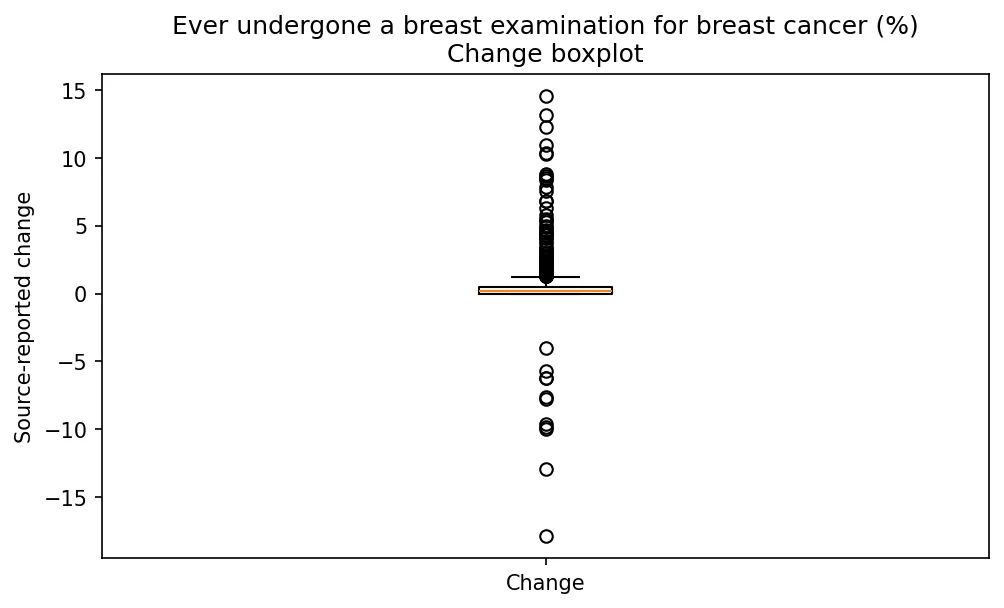 Ever undergone a breast examination for breast cancer (%)
Change boxplot
Source-reported change
15
10
5
0
−5
−10
−15
Change